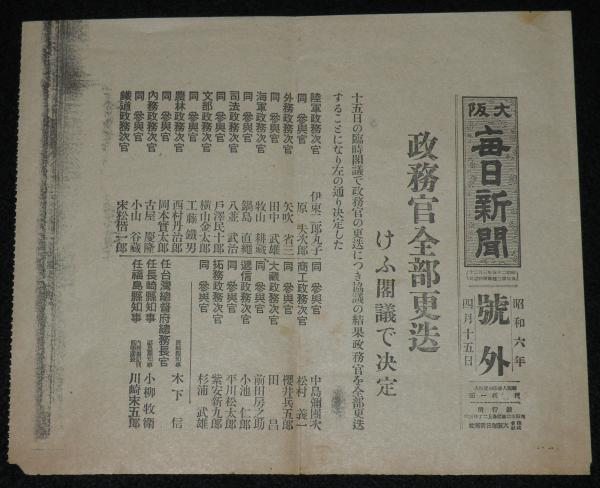 大阪
毎日新聞
號外
昭和六年
四月十五日
政務官全部更迭
けふ閣議で决定
十五日の臨時閣議で政務官の更迭につき協議の結果政務官を全部更迭
することになり左の通り决定した
陸軍政務次官 伊東二郎丸子
同 參與官 原 夫次郎
外務政務次官 矢吹 省三
同 參與官 田中 武雄
海軍政務次官 牧山 耕藏
同 參與官 鍋島 直繩
司法政務次官 八並 武治
同 參與官 戶澤民十郎
文部政務次官 橫山金太郎
同 參與官 工藤 鐵男
農林政務次官 西村丹治郎
同 參與官 岡本實太郎
內務政務次官 古屋 慶隆
同 參與官 小山 谷藏
鐵道政務次官 末松偕一郎
同 參與官 中島彌團次
商工政務次官 松村 義一
同 參與官 櫻井兵五郎
大藏政務次官 田 昌
同 參與官 前田房之助
遞信政務次官 小池 仁郎
同 參與官 平川松太郎
拓務政務次官 紫安新九郎
同 參與官 杉浦 武雄
任台灣總督府總務長官 木下 信
任長崎縣知事 小柳 牧衞
任福島縣知事 川崎末五郎